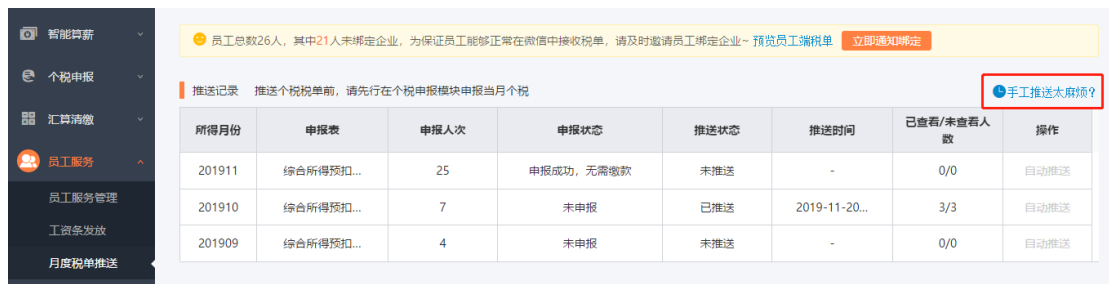 智能算薪
个税申报
汇算清缴
员工服务
员工服务管理
工资条发放
月度税单推送
员工总数26人，其中21人未绑定企业，为保证员工能够正常在微信中接收税单，请及时邀请员工绑定企业~ 预览员工端税单 立即通知绑定
推送记录 推送个税税单前，请先行在个税申报模块申报当月个税 手工推送太麻烦?
所得月份 申报表 申报人次 申报状态 推送状态 推送时间 已查看/未查看人数 操作
201911 综合所得预扣... 25 申报成功，无需缴款 未推送 - 0/0 自动推送
201910 综合所得预扣... 7 未申报 已推送 2019-11-20... 3/3 自动推送
201909 综合所得预扣... 4 未申报 未推送 - 0/0 自动推送